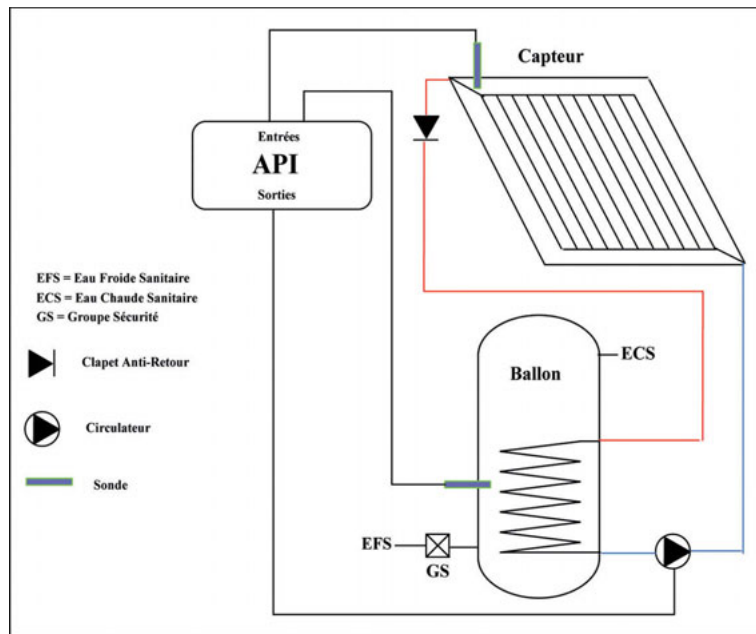 Capteur
Entrées
API
Sorties
EFS = Eau Froide Sanitaire
ECS = Eau Chaude Sanitaire
GS = Groupe Sécurité
Clapet Anti-Retour
Circulateur
Sonde
Ballon
ECS
EFS
GS